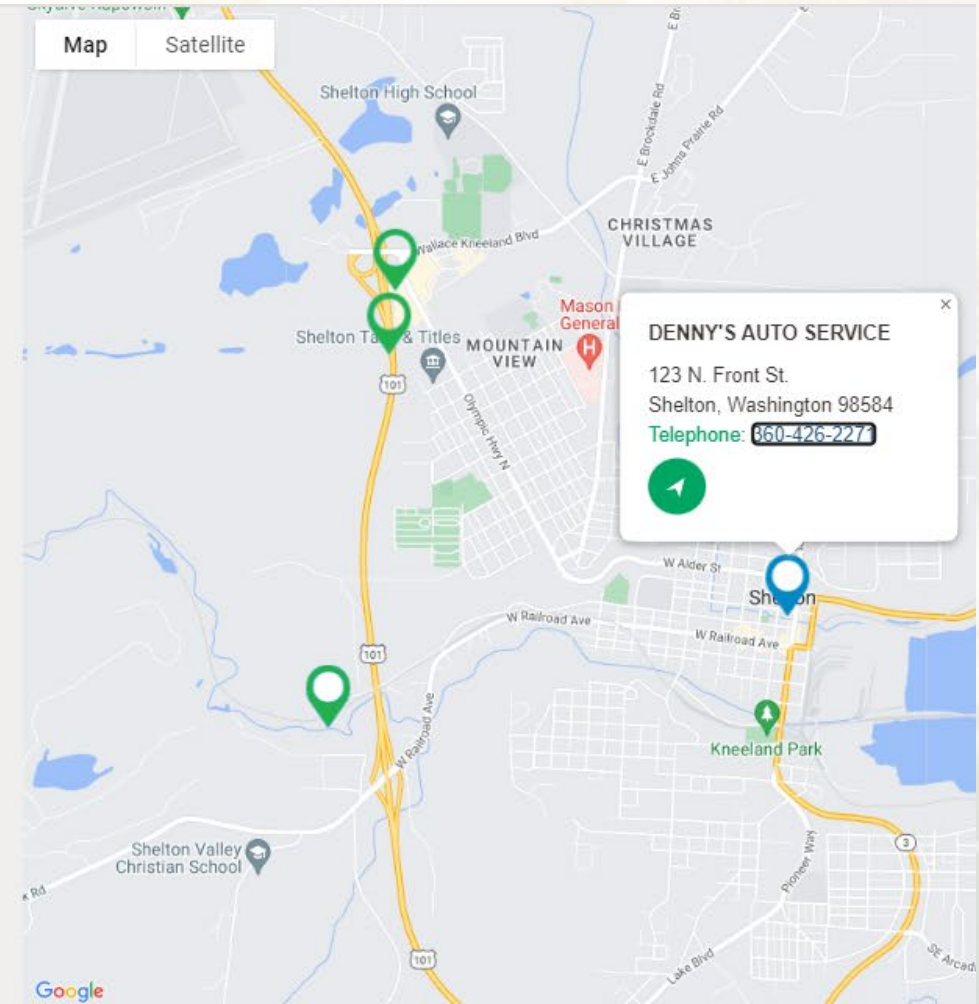 Map
Satellite
Shelton High School
E Brockdale Rd
E Johns Prairie Rd
CHRISTMAS
VILLAGE
Wallace Kneeland Blvd
Mason
General
Shelton Ta & Titles
MOUNTAIN
VIEW
×
DENNY'S AUTO SERVICE
123 N. Front St.
Shelton, Washington 98584
Telephone: 360-426-2271
101
Olympic Hwy N
H
W Alder St
W Railroad Ave
W Railroad Ave
101
W Railroad Ave
Kneeland Park
Shelton Valley
Christian School
3
Pioneer Way
Rd
101
Lake Blvd
SE Arcad
Google